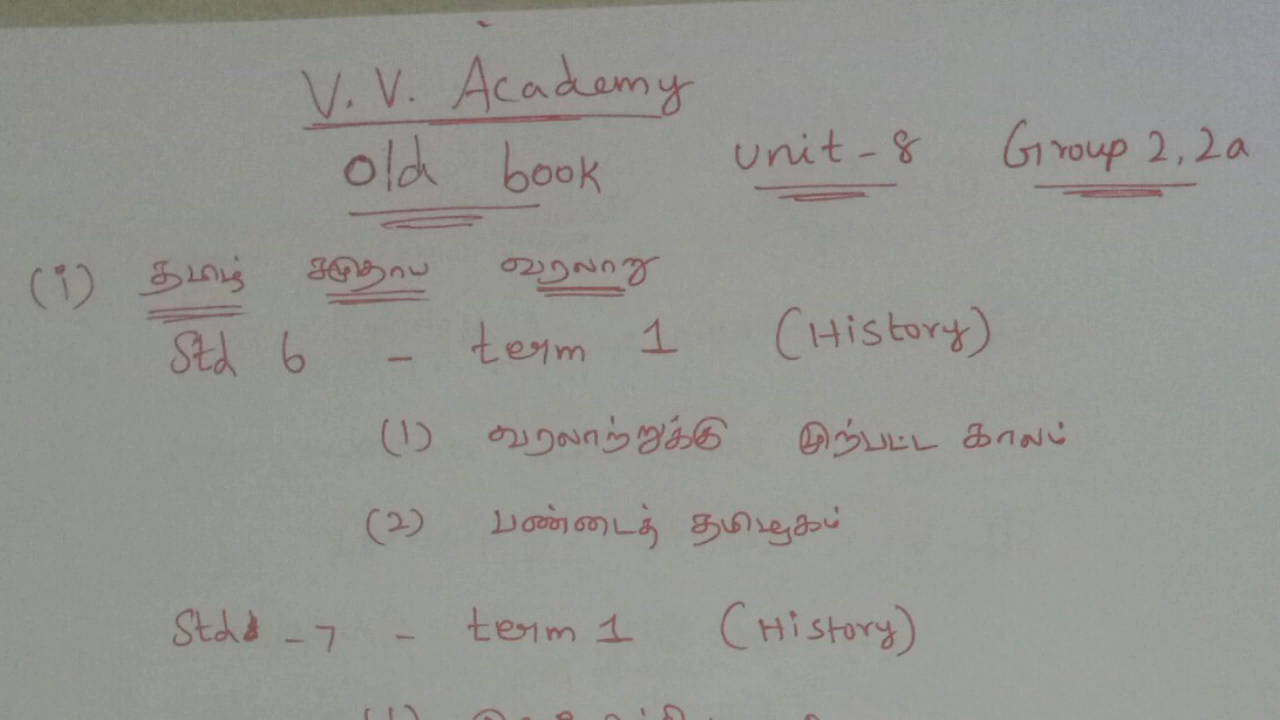 V. V. Academy
old book unit - 8 Group 2, 2a
(i) தமிழ் சமுதாய வரலாறு
Std 6 - term 1 (History)
(1) வரலாற்றுக்கு முற்பட்ட காலம்
(2) பண்டைத் தமிழகம்
Std - 7 - term 1 (History)
(1)